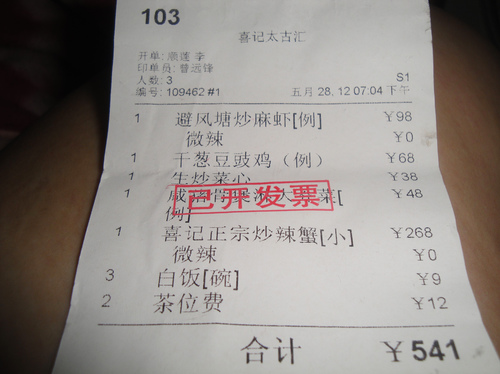 103
喜记太古汇
开单: 顺莲 李
印单员: 曾远锋
人数: 3 S1
编号: 109462 #1 五月 28, 12 07:04 下午
1 避风塘炒麻虾[例] ¥98
微辣 ¥0
1 干葱豆豉鸡（例） ¥68
1 生炒菜心 ¥38
1 咸 骨 菜[ ¥48
例]
已开发票
1 喜记正宗炒辣蟹[小] ¥268
微辣 ¥0
3 白饭[碗] ¥9
2 茶位费 ¥12
合计 ¥541